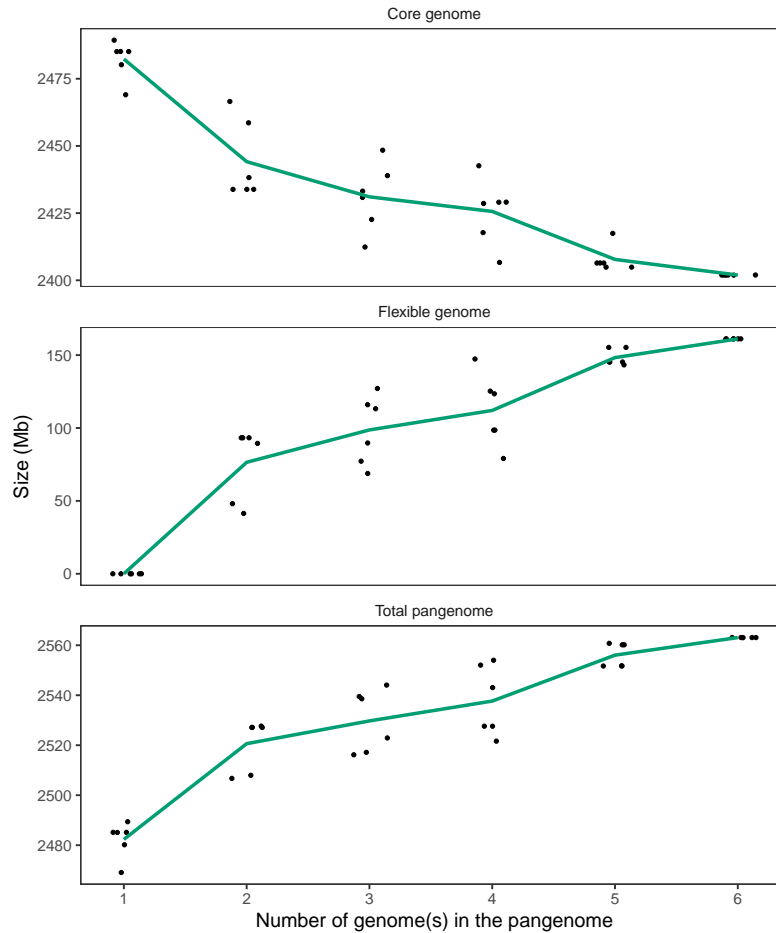 Core genome
2475
2450
2425
2400
Flexible genome
150
100
50
0
Size (Mb)
Total pangenome
2560
2540
2520
2500
2480
1 2 3 4 5 6
Number of genome(s) in the pangenome